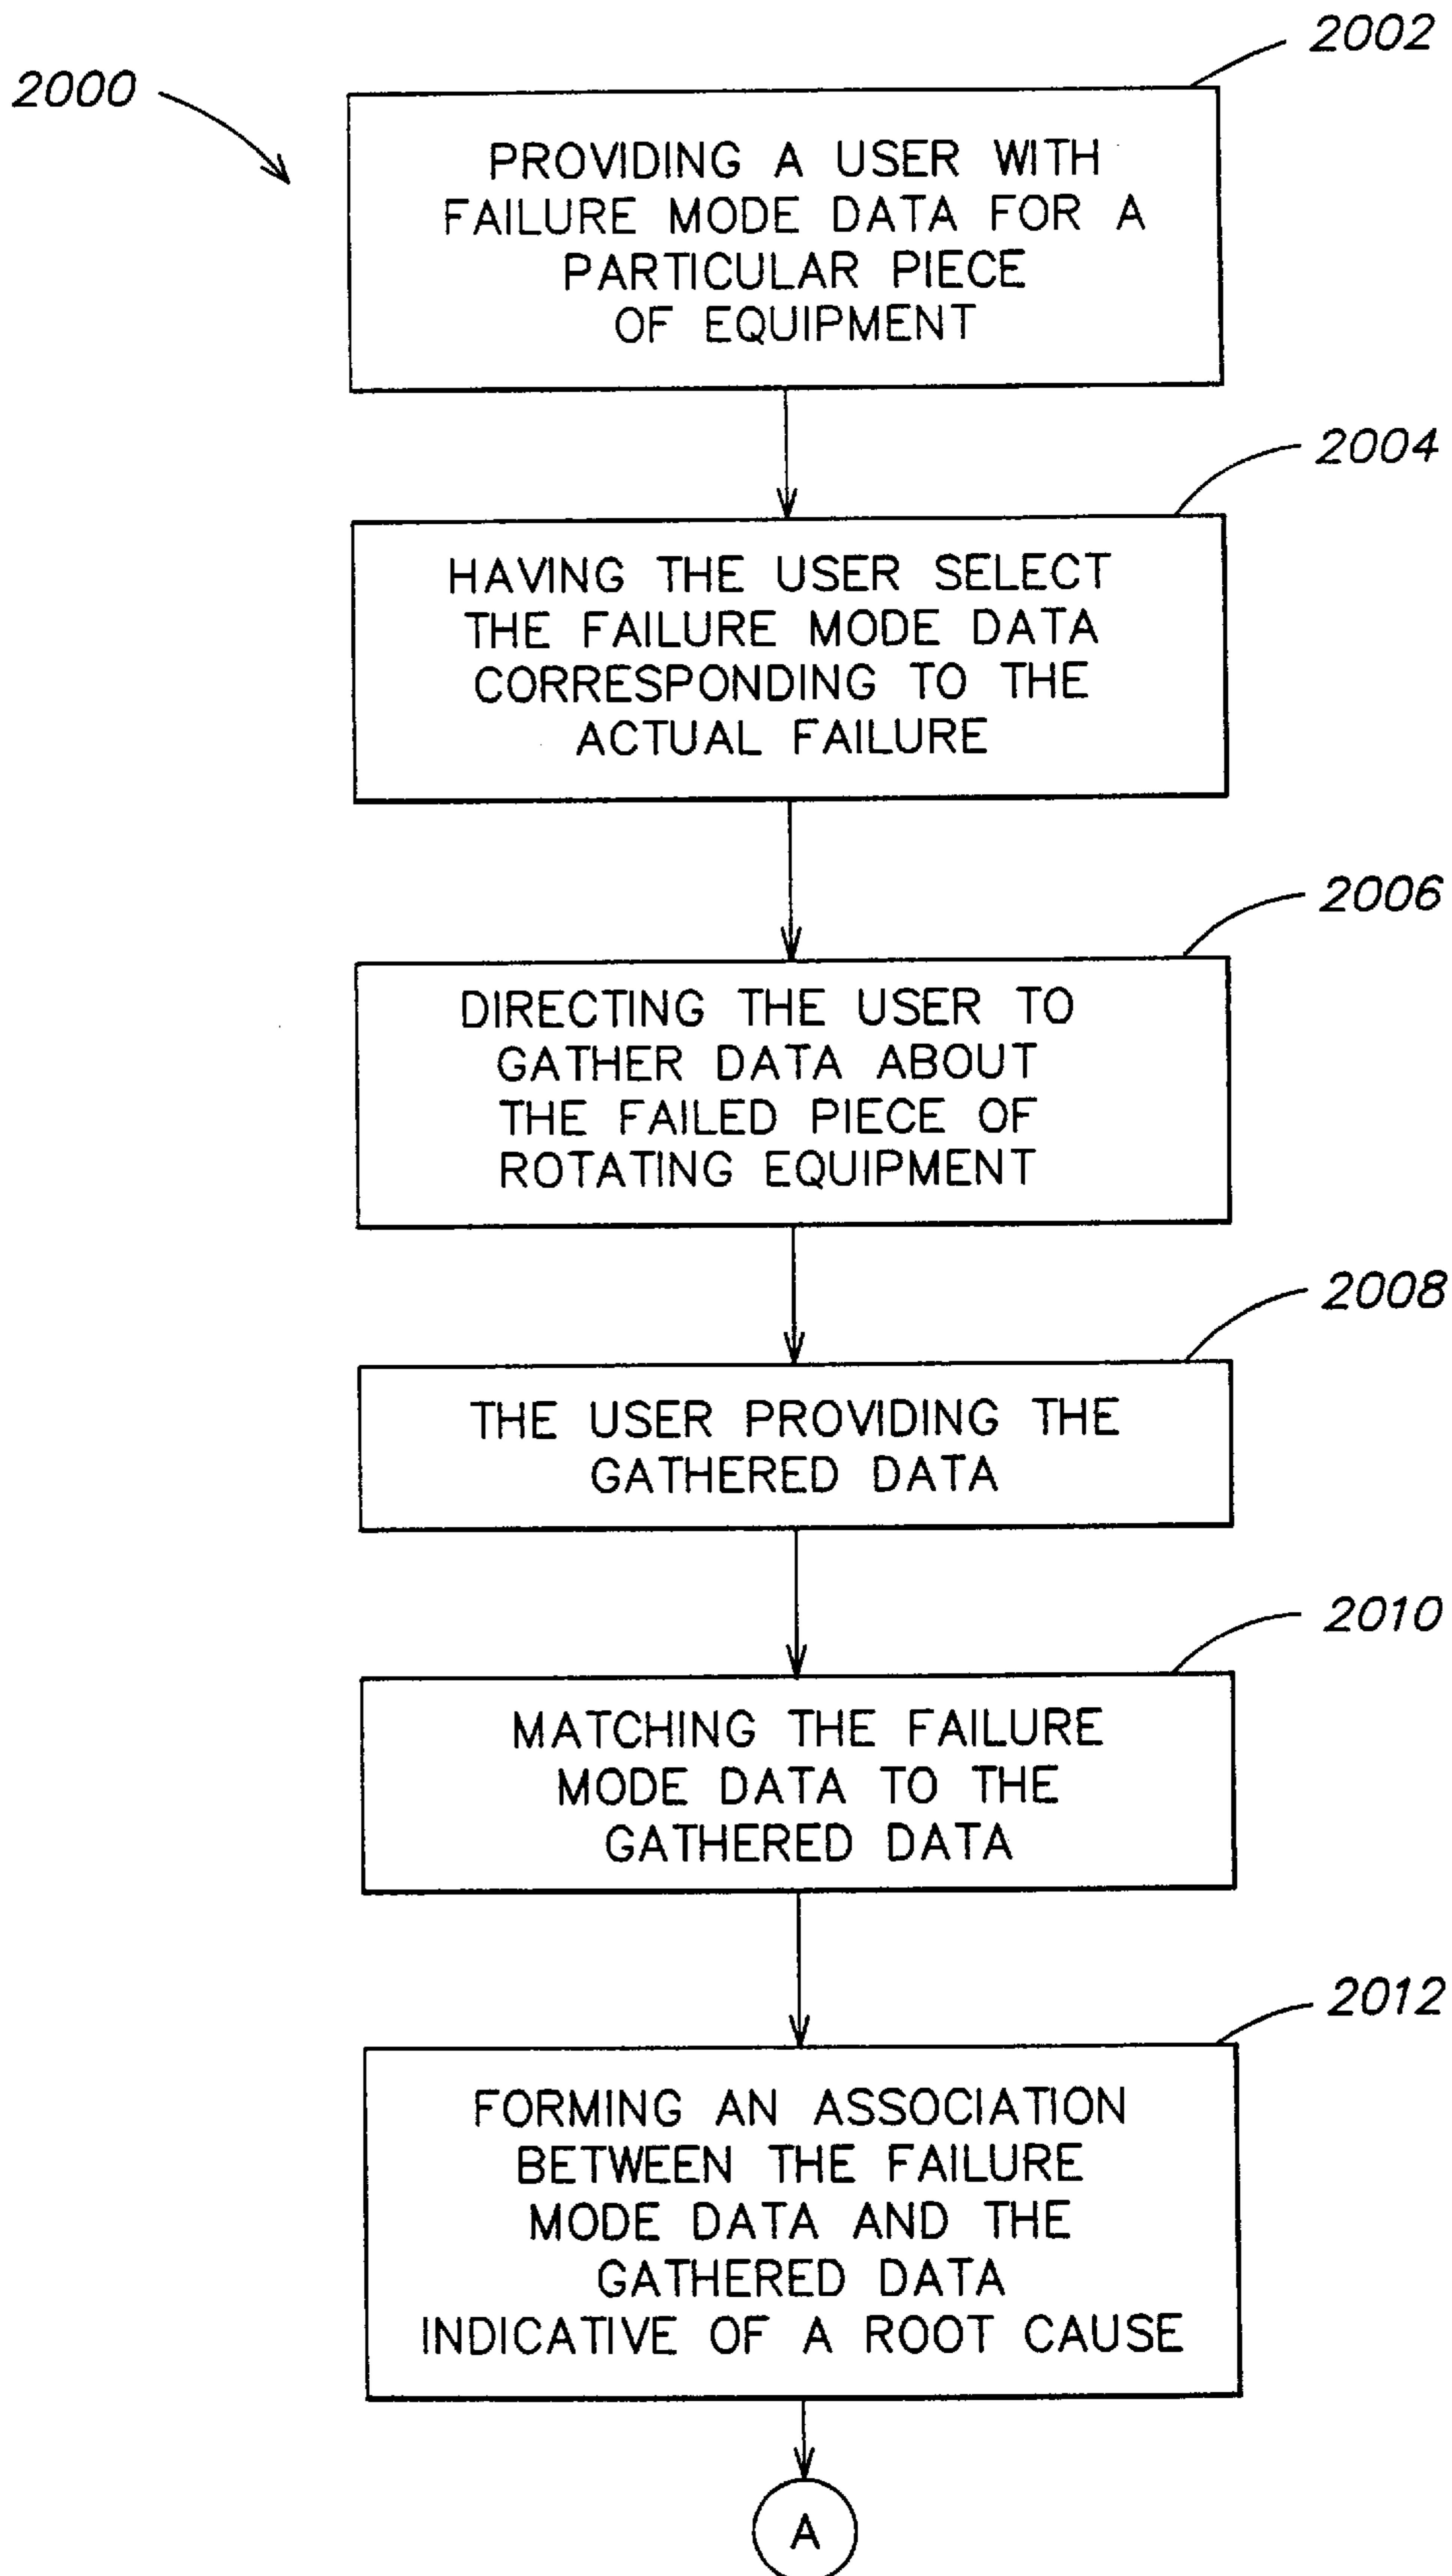 2002
2000
PROVIDING A USER WITH
FAILURE MODE DATA FOR A
PARTICULAR PIECE
OF EQUIPMENT
2004
HAVING THE USER SELECT
THE FAILURE MODE DATA
CORRESPONDING TO THE
ACTUAL FAILURE
2006
DIRECTING THE USER TO
GATHER DATA ABOUT
THE FAILED PIECE OF
ROTATING EQUIPMENT
2008
THE USER PROVIDING THE
GATHERED DATA
2010
MATCHING THE FAILURE
MODE DATA TO THE
GATHERED DATA
2012
FORMING AN ASSOCIATION
BETWEEN THE FAILURE
MODE DATA AND THE
GATHERED DATA
INDICATIVE OF A ROOT CAUSE
A